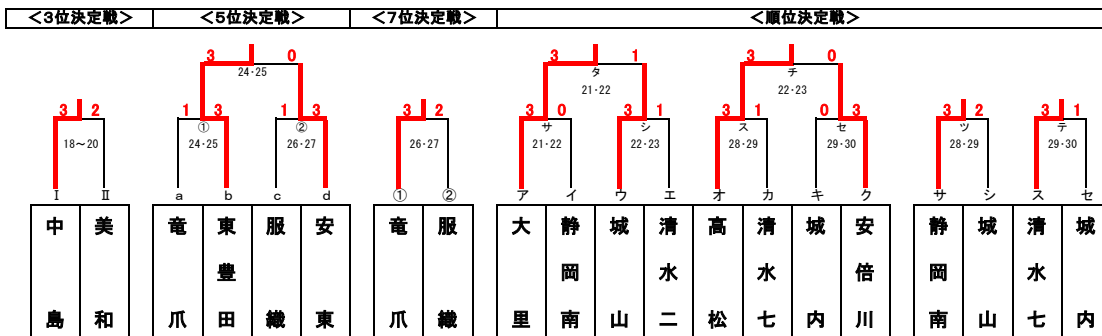 ＜3位決定戦＞ ＜5位決定戦＞ ＜7位決定戦＞ ＜順位決定戦＞
3 0 3 1 3 0
24・25 タ チ
21・22 22・23
3 2 1 3 1 3 3 2 3 0 3 1 3 1 0 3 3 2 3 1
① ② サ シ ス セ ツ テ
18～20 24・25 26・27 26・27 21・22 22・23 28・29 29・30 28・29 29・30
Ⅰ Ⅱ a b c d ① ② ア イ ウ エ オ カ キ ク サ シ ス セ
中島 美和 竜爪 東豊田 服織 安東 竜爪 服織 大里 静岡南 城山 清水二 高松 清水七 城内 安倍川 静岡南 城山 清水七 城内